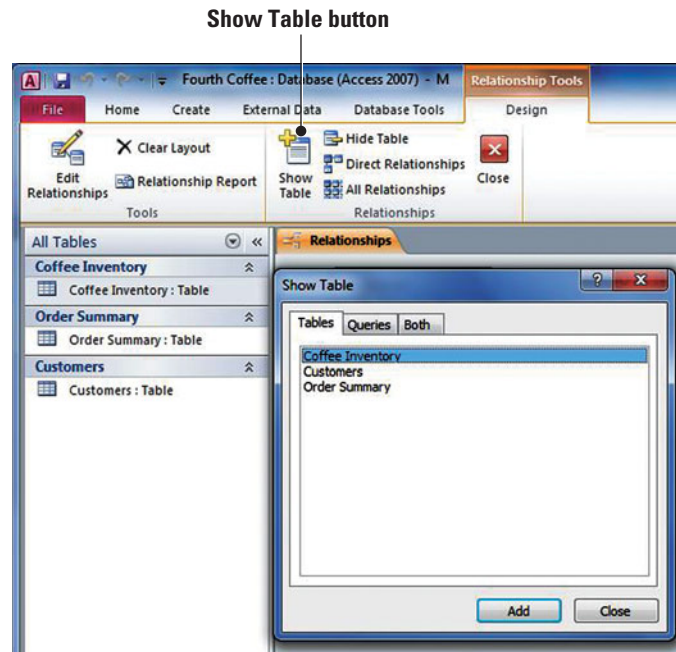 Show Table button
A Fourth Coffee : Database (Access 2007) - M Relationship Tools
File Home Create External Data Database Tools Design
Edit Relationships
Clear Layout
Relationship Report
Tools
Show Table
Hide Table
Direct Relationships
All Relationships
Relationships
Close
All Tables «
Relationships
Coffee Inventory
Coffee Inventory : Table
Order Summary
Order Summary : Table
Customers
Customers : Table
Show Table ?
Tables Queries Both
Coffee Inventory
Customers
Order Summary
Add Close